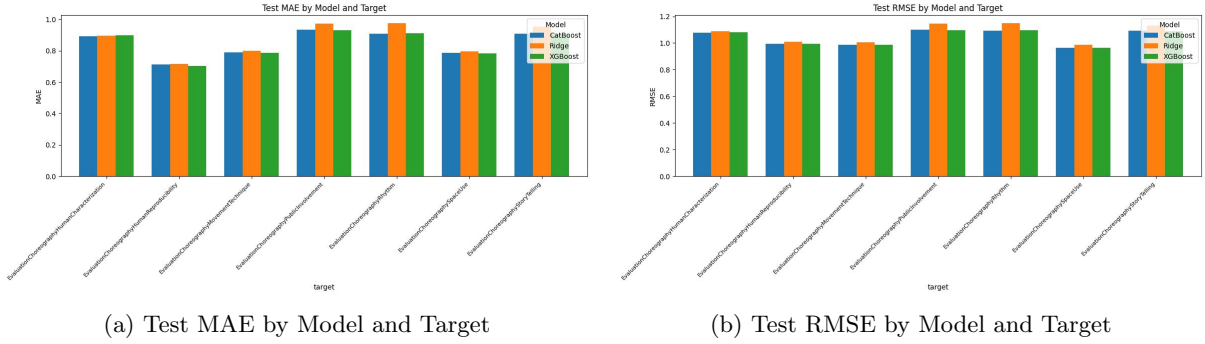 Test MAE by Model and Target
MAE
1.0
0.8
0.6
0.4
0.2
0.0
Model
CatBoost
Ridge
XGBoost
EvaluationChoreographyHumanCharacterization
EvaluationChoreographyHumanReproducibility
EvaluationChoreographyMovementTechnique
EvaluationChoreographyPublicInvolvement
EvaluationChoreographyRhythm
EvaluationChoreographySpaceUse
EvaluationChoreographyStoryTelling
target
(a) Test MAE by Model and Target
Test RMSE by Model and Target
RMSE
1.2
1.0
0.8
0.6
0.4
0.2
0.0
Model
CatBoost
Ridge
XGBoost
EvaluationChoreographyHumanCharacterization
EvaluationChoreographyHumanReproducibility
EvaluationChoreographyMovementTechnique
EvaluationChoreographyPublicInvolvement
EvaluationChoreographyRhythm
EvaluationChoreographySpaceUse
EvaluationChoreographyStoryTelling
target
(b) Test RMSE by Model and Target